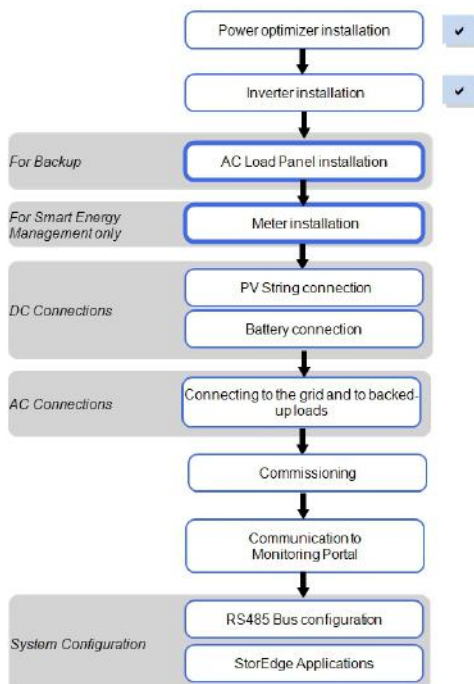 Power optimizer installation
✔
Inverter installation
✔
For Backup
AC Load Panel installation
For Smart Energy
Management only
Meter installation
DC Connections
PV String connection
Battery connection
AC Connections
Connecting to the grid and to backed-
up loads
Commissioning
Communication to
Monitoring Portal
System Configuration
RS485 Bus configuration
StorEdge Applications